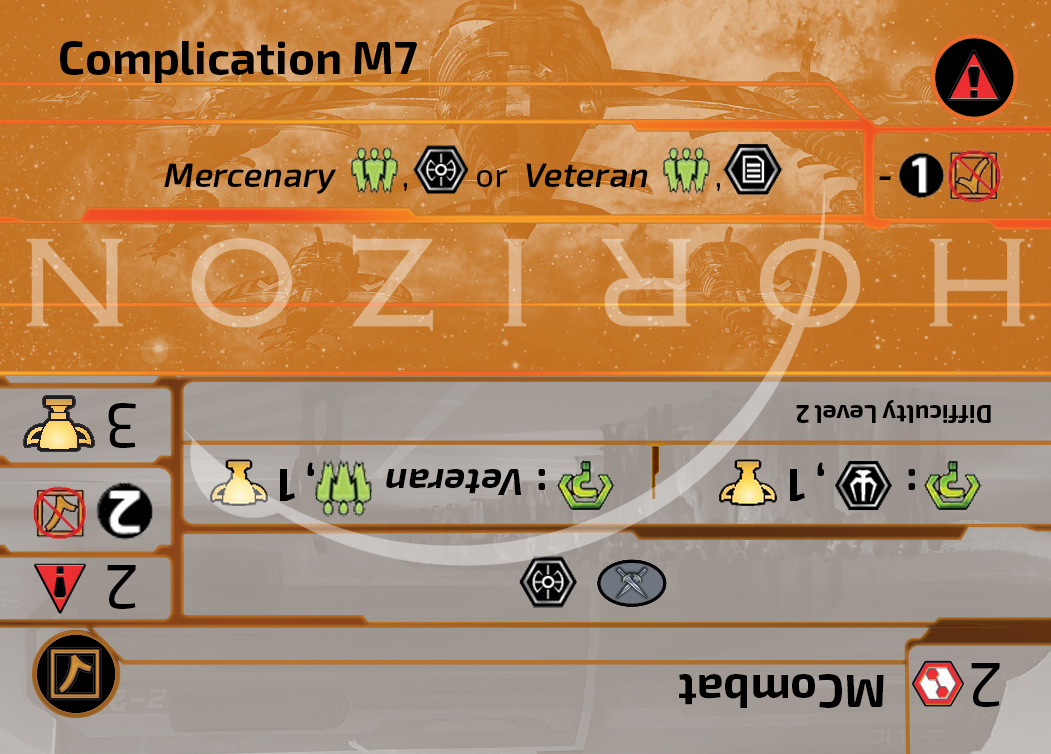 Complication M7
Mercenary , or Veteran ,
- 1
2 MCombat
2
: , 1
: Veteran , 1
2
Difficulty Level 2
3
HORIZON